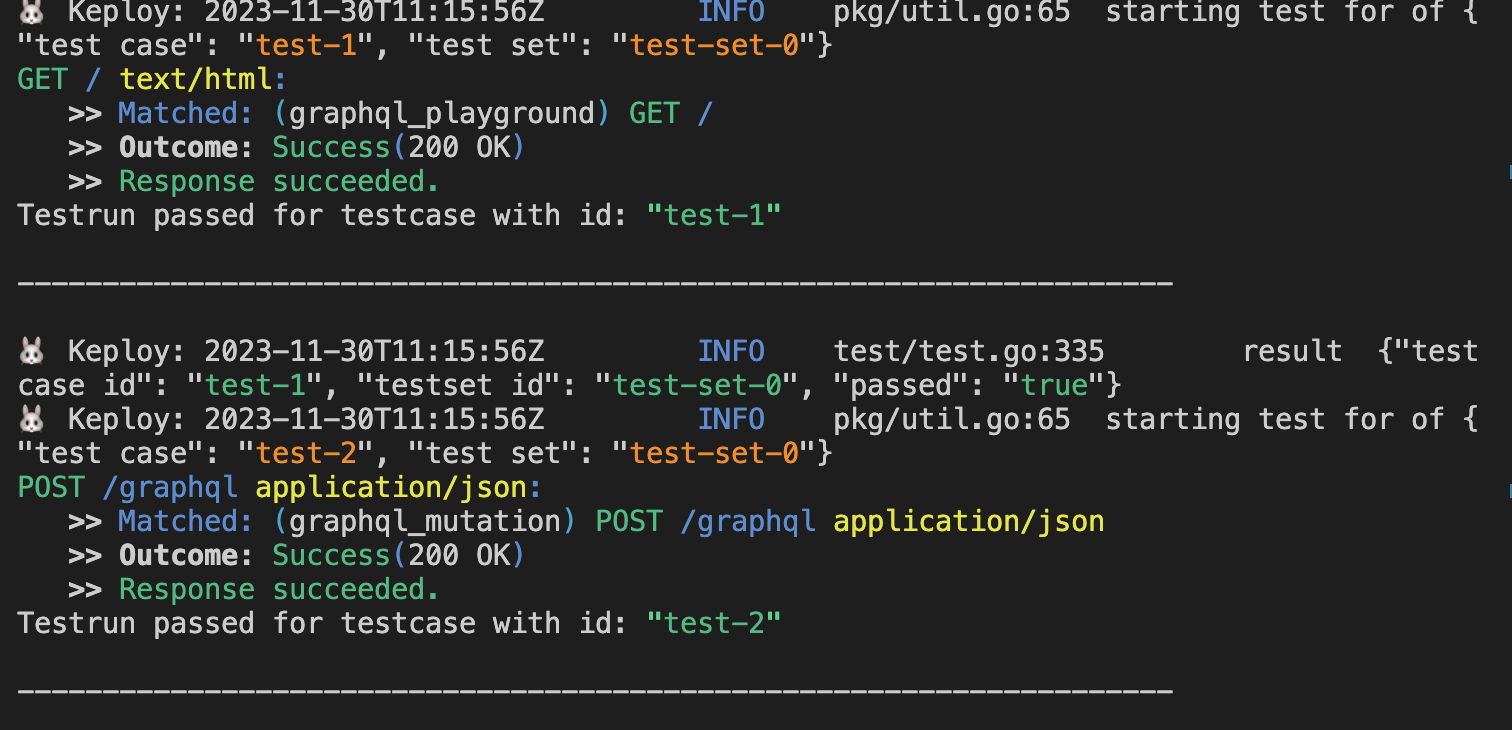 🐰 Keploy: 2023-11-30T11:15:56Z INFO pkg/util.go:65 starting test for of {
"test case": "test-1", "test set": "test-set-0"}
GET / text/html:
>> Matched: (graphql_playground) GET /
>> Outcome: Success(200 OK)
>> Response succeeded.
Testrun passed for testcase with id: "test-1"
--------------------------------------------------------------------
🐰 Keploy: 2023-11-30T11:15:56Z INFO test/test.go:335 result {"test
case id": "test-1", "testset id": "test-set-0", "passed": "true"}
🐰 Keploy: 2023-11-30T11:15:56Z INFO pkg/util.go:65 starting test for of {
"test case": "test-2", "test set": "test-set-0"}
POST /graphql application/json:
>> Matched: (graphql_mutation) POST /graphql application/json
>> Outcome: Success(200 OK)
>> Response succeeded.
Testrun passed for testcase with id: "test-2"
--------------------------------------------------------------------